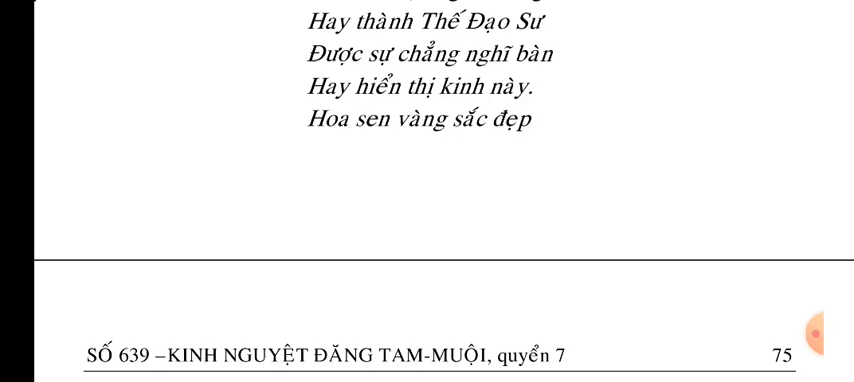 Hay thành Thế Đạo Sư
Được sự chẳng nghĩ bàn
Hay hiển thị kinh này.
Hoa sen vàng sắc đẹp
SỐ 639 –KINH NGUYỆT ĐĂNG TAM-MUỘI, quyển 7 75